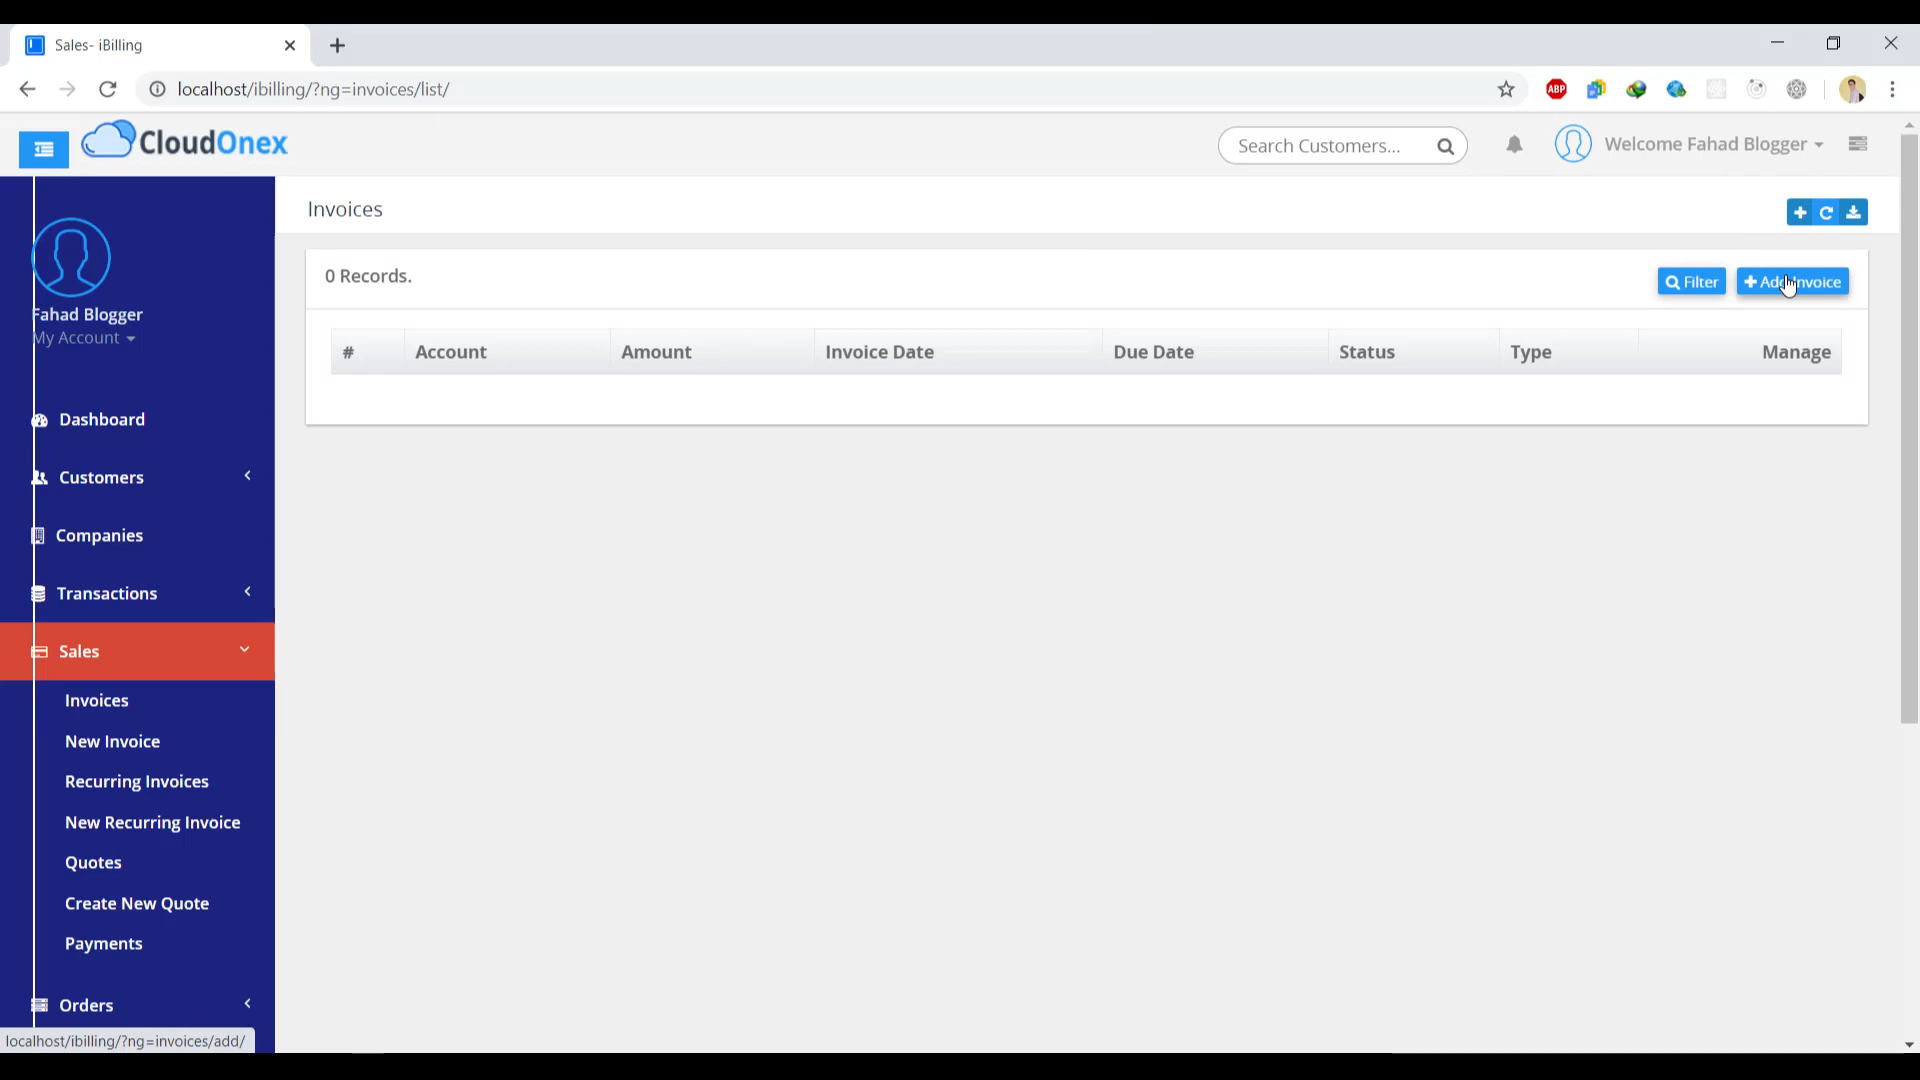 Sales- iBilling
localhost/ibilling/?ng=invoices/list/
ABP
CloudOnex
Search Customers...
Welcome Fahad Blogger
Invoices
0 Records.
Filter
Add Invoice
# Account Amount Invoice Date Due Date Status Type Manage
Fahad Blogger
My Account
Dashboard
Customers
Companies
Transactions
Sales
Invoices
New Invoice
Recurring Invoices
New Recurring Invoice
Quotes
Create New Quote
Payments
Orders
localhost/ibilling/?ng=invoices/add/